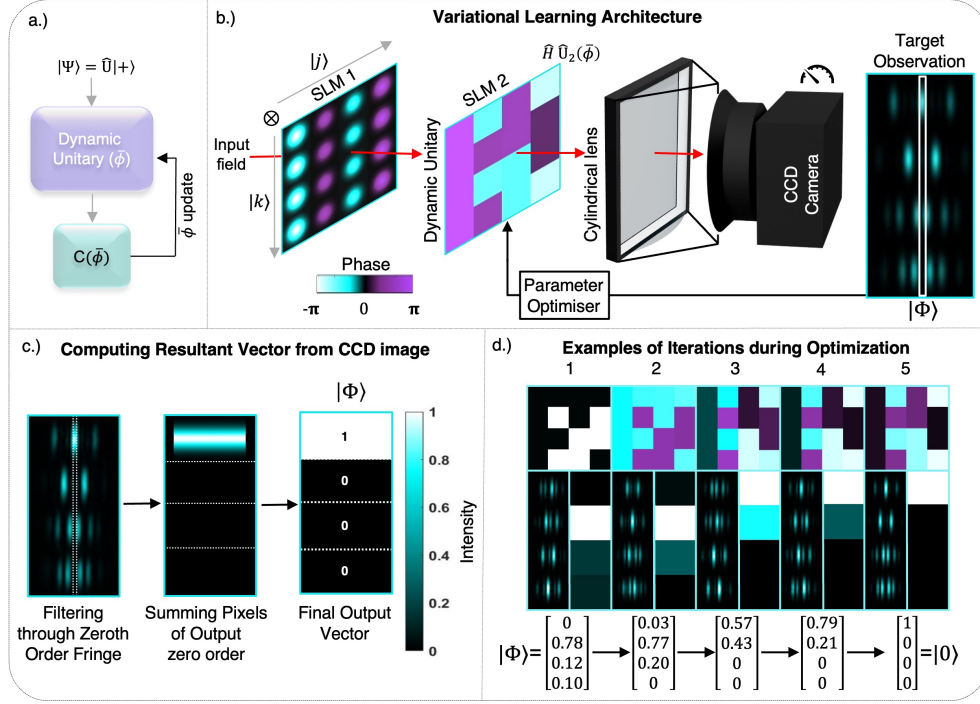 a.)
|Ψ⟩ = Û|+⟩
Dynamic
Unitary (φ̄)
φ̄ update
C(φ̄)
b.)
Variational Learning Architecture
|j⟩
SLM 1
⊗
Input
field
|k⟩
Phase
-π 0 π
Ĥ Û₂(φ̄)
SLM 2
Dynamic Unitary
Cylindrical lens
CCD
Camera
Parameter
Optimiser
Target
Observation
|Φ⟩
c.)
Computing Resultant Vector from CCD image
|Φ⟩
1
0
0
0
1
0.8
0.6
0.4
0.2
0
Intensity
Filtering
through Zeroth
Order Fringe
Summing Pixels
of Output
zero order
Final Output
Vector
d.)
Examples of Iterations during Optimization
1 2 3 4 5
|Φ⟩=
0
0.78
0.12
0.10
0.03
0.77
0.20
0
0.57
0.43
0
0
0.79
0.21
0
0
1
0
0
0
=|0⟩